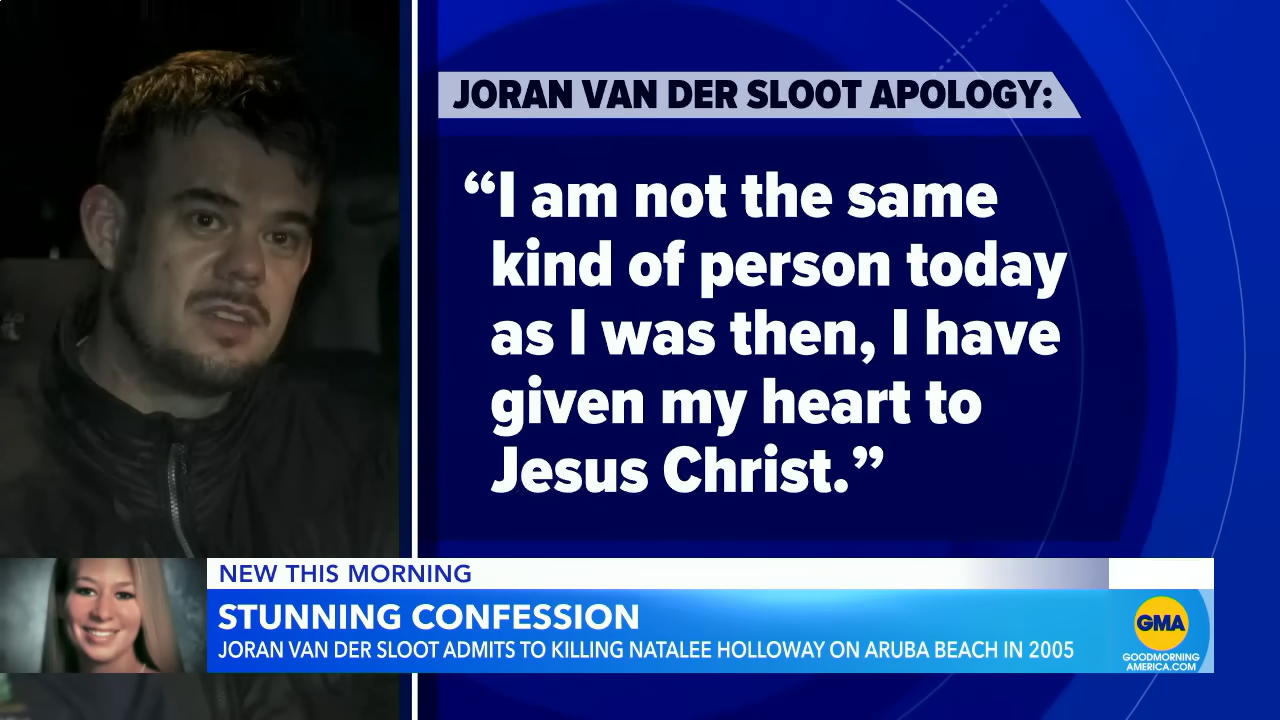 JORAN VAN DER SLOOT APOLOGY:
“I am not the same
kind of person today
as I was then, I have
given my heart to
Jesus Christ.”
NEW THIS MORNING
STUNNING CONFESSION
JORAN VAN DER SLOOT ADMITS TO KILLING NATALEE HOLLOWAY ON ARUBA BEACH IN 2005
GMA
GOODMORNING
AMERICA.COM